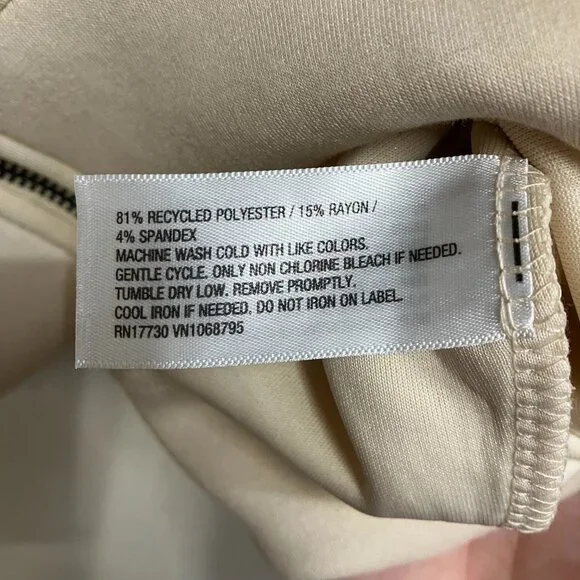 81% RECYCLED POLYESTER / 15% RAYON /
4% SPANDEX
MACHINE WASH COLD WITH LIKE COLORS.
GENTLE CYCLE. ONLY NON CHLORINE BLEACH IF NEEDED.
TUMBLE DRY LOW. REMOVE PROMPTLY.
COOL IRON IF NEEDED. DO NOT IRON ON LABEL.
RN17730 VN1068795